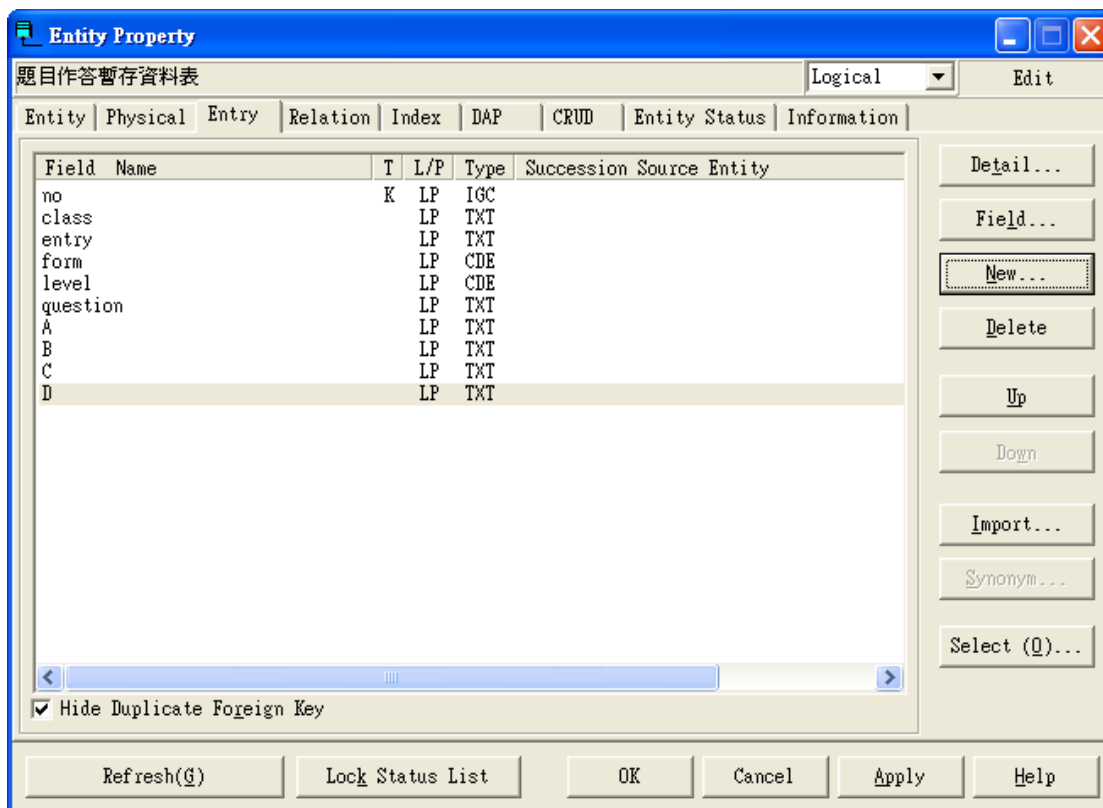 Entity Property
題目作答暫存資料表 Logical Edit
Entity Physical Entry Relation Index DAP CRUD Entity Status Information
Field Name T L/P Type Succession Source Entity
no K LP IGC
class LP TXT
entry LP TXT
form LP CDE
level LP CDE
question LP TXT
A LP TXT
B LP TXT
C LP TXT
D LP TXT
Detail...
Field...
New...
Delete
Up
Down
Import...
Synonym...
Select (O)...
Hide Duplicate Foreign Key
Refresh(G) Lock Status List OK Cancel Apply Help